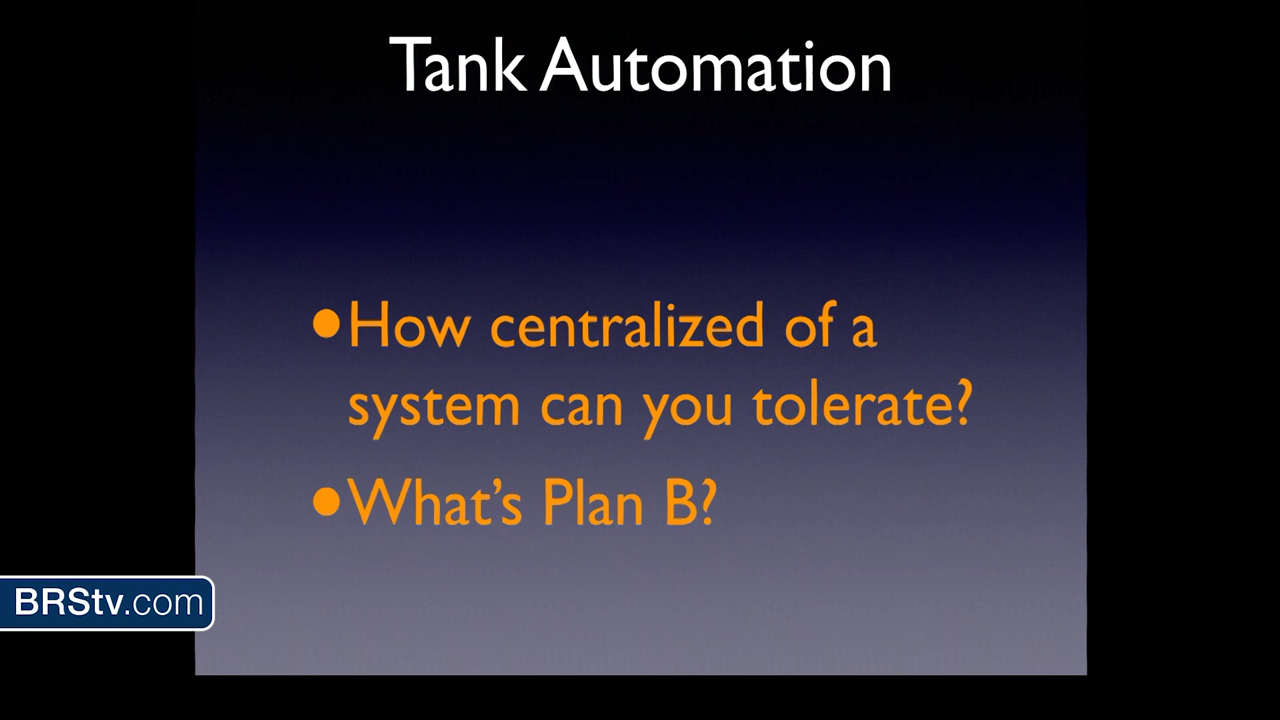 Tank Automation
•How centralized of a
system can you tolerate?
•What’s Plan B?
BRStv.com